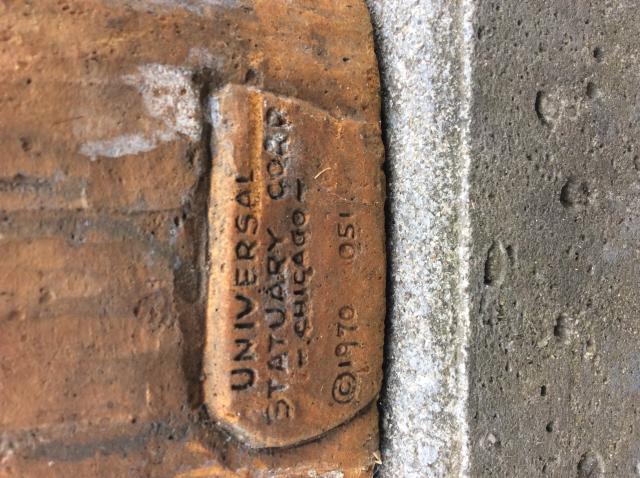 UNIVERSAL
STATUARY CORP
- CHICAGO -
©1970 051